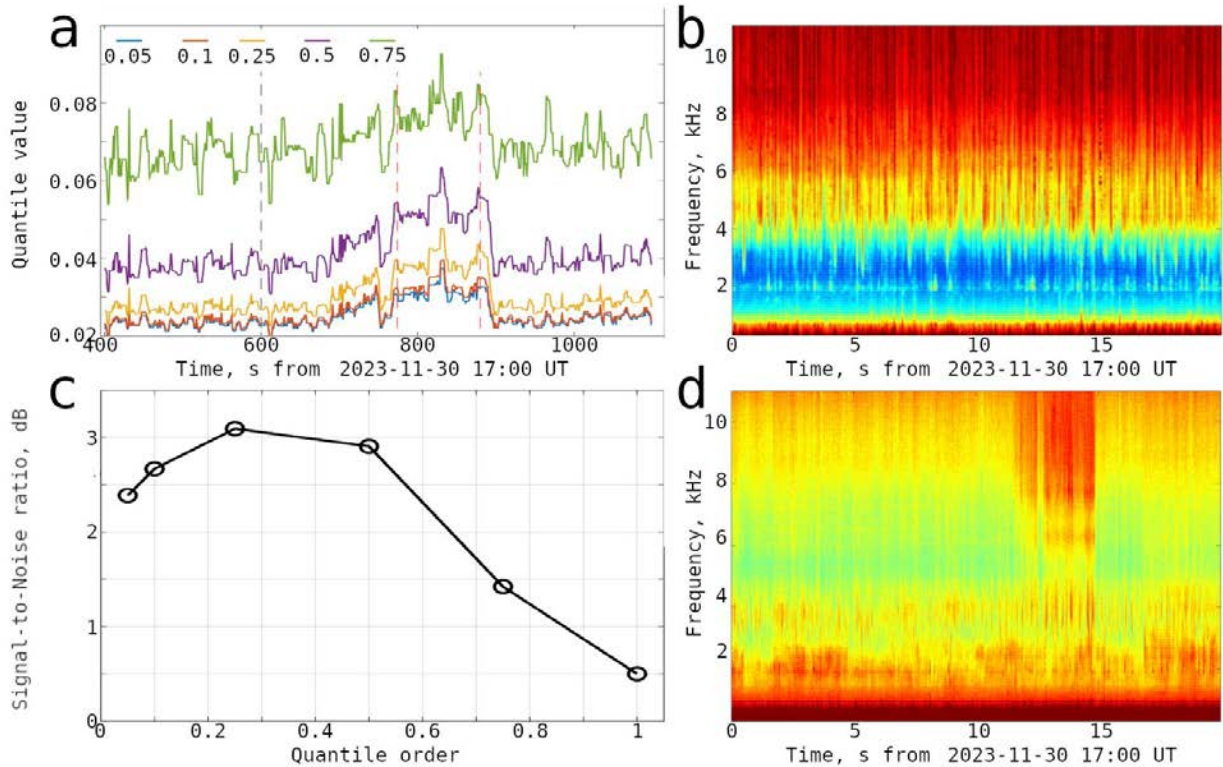 a
0.05 0.1 0.25 0.5 0.75
Quantile value
0.08
0.06
0.04
0.02
400 600 800 1000
Time, s from 2023-11-30 17:00 UT
b
Frequency, kHz
10
8
6
4
2
0 5 10 15
Time, s from 2023-11-30 17:00 UT
c
Signal-to-Noise ratio, dB
3
2
1
0
0.2 0.4 0.6 0.8 1
Quantile order
d
Frequency, kHz
10
8
6
4
2
0 5 10 15
Time, s from 2023-11-30 17:00 UT